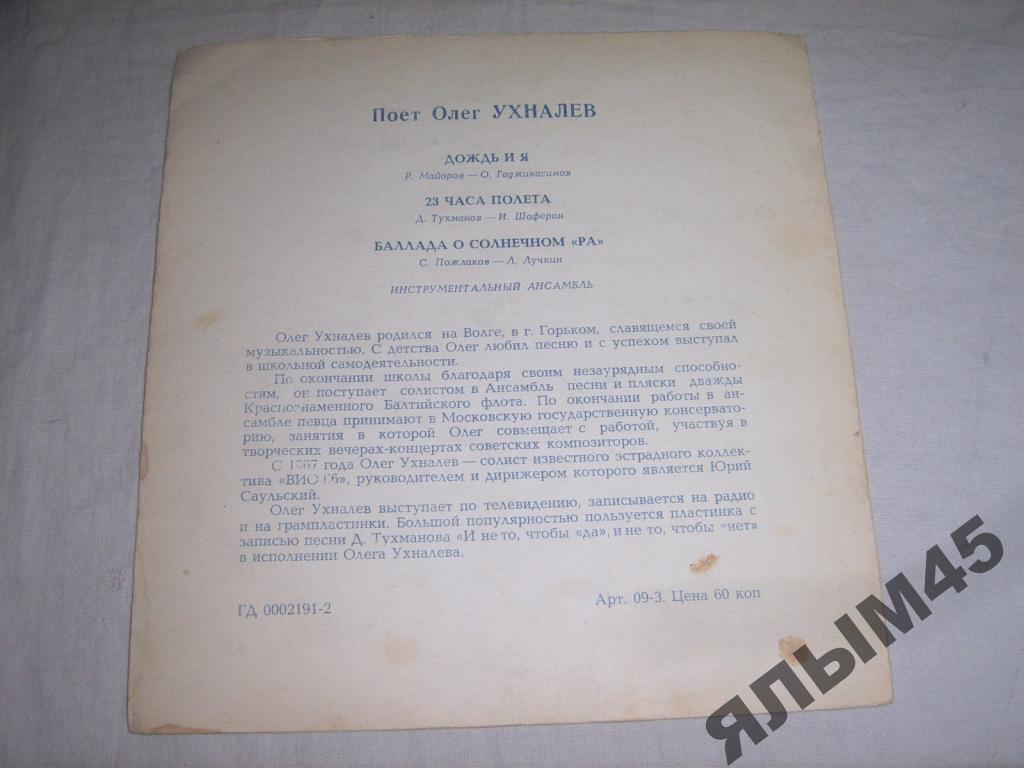 Поет Олег УХНАЛЕВ
ДОЖДЬ И Я
Р. Майоров — О. Гаджикасимов
23 ЧАСА ПОЛЕТА
Д. Тухманов — И. Шаферан
БАЛЛАДА О СОЛНЕЧНОМ «РА»
С. Пожлаков — Л. Лучкин
ИНСТРУМЕНТАЛЬНЫЙ АНСАМБЛЬ
Олег Ухналев родился на Волге, в г. Горьком, славящемся своей
музыкальностью. С детства Олег любил песню и с успехом выступал
в школьной самодеятельности.
По окончании школы благодаря своим незаурядным способно-
стям, он поступает солистом в Ансамбль песни и пляски дважды
Краснознаменного Балтийского флота. По окончании работы в ан-
самбле певца принимают в Московскую государственную консервато-
рию, занятия в которой Олег совмещает с работой, участвуя в
творческих вечерах-концертах советских композиторов.
С 1967 года Олег Ухналев — солист известного эстрадного коллек-
тива «ВИО-66», руководителем и дирижером которого является Юрий
Саульский.
Олег Ухналев выступает по телевидению, записывается на радио
и на грампластинки. Большой популярностью пользуется пластинка с
записью песни Д. Тухманова «И не то, чтобы «да», и не то, чтобы «нет»
в исполнении Олега Ухналева.
ГД 0002191-2
Арт. 09-3. Цена 60 коп
ЯЛЫМ45